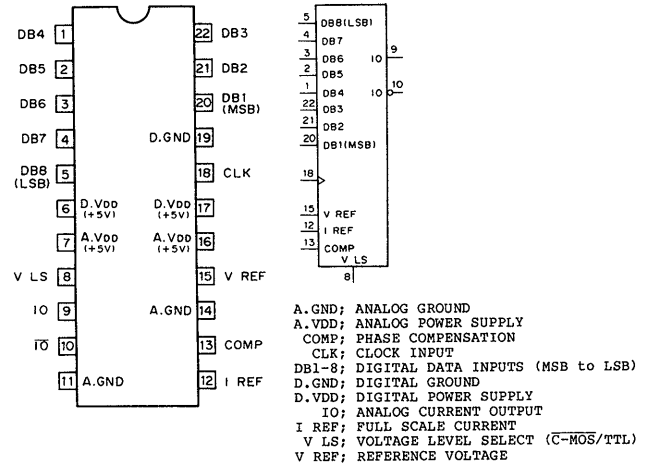 DB4 1
22 DB3
DB5 2
21 DB2
DB6 3
20 DB1
(MSB)
DB7 4
D.GND 19
DB8 5
(LSB)
18 CLK
6 D.VDD
(+5V)
D.VDD 17
(+5V)
7 A.VDD
(+5V)
A.VDD 16
(+5V)
V LS 8
15 V REF
IO 9
A.GND 14
IO 10
13 COMP
11 A.GND
12 I REF
5 DB8(LSB)
4 DB7
3 DB6
IO 9
2 DB5
1 DB4
IO 10
22 DB3
21 DB2
20 DB1(MSB)
18
15 V REF
12 I REF
13 COMP
V LS
8
A.GND; ANALOG GROUND
A.VDD; ANALOG POWER SUPPLY
COMP; PHASE COMPENSATION
CLK; CLOCK INPUT
DB1-8; DIGITAL DATA INPUTS (MSB to LSB)
D.GND; DIGITAL GROUND
D.VDD; DIGITAL POWER SUPPLY
IO; ANALOG CURRENT OUTPUT
I REF; FULL SCALE CURRENT
V LS; VOLTAGE LEVEL SELECT (C-MOS/TTL)
V REF; REFERENCE VOLTAGE